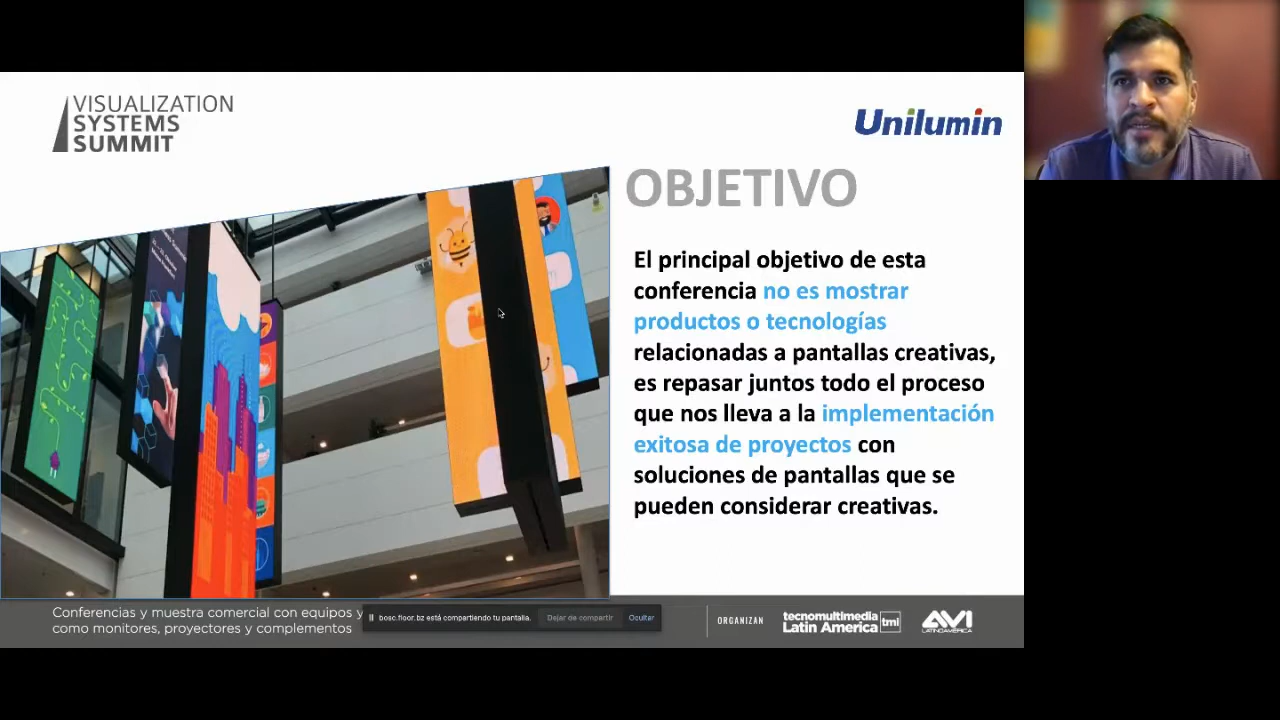 VISUALIZATION
SYSTEMS
SUMMIT
Unilumin
OBJETIVO
El principal objetivo de esta
conferencia no es mostrar
productos o tecnologías
relacionadas a pantallas creativas,
es repasar juntos todo el proceso
que nos lleva a la implementación
exitosa de proyectos con
soluciones de pantallas que se
pueden considerar creativas.
Conferencias y muestra comercial con equipos y
como monitores, proyectores y complementos
bosc.floor.bz está compartiendo tu pantalla.
Dejar de compartir
Ocultar
ORGANIZAN
tecnomultimedia
Latin America tmi
AVI
LATINOAMÉRICA